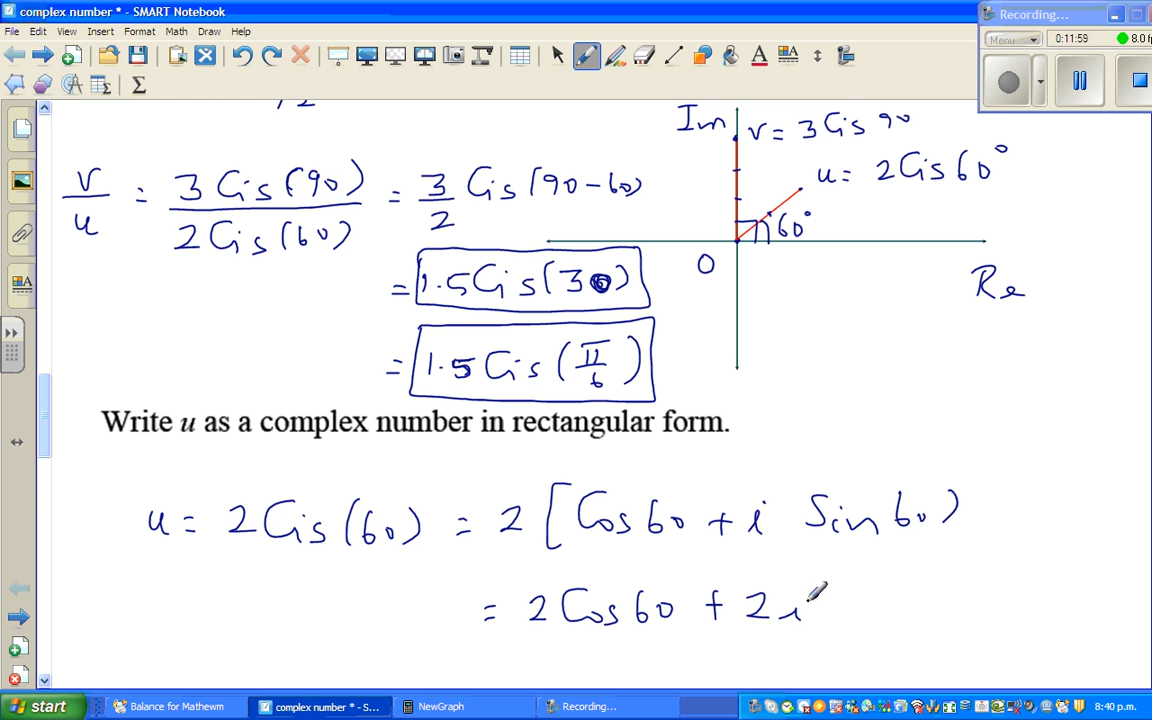 complex number * - SMART Notebook
Recording...
File Edit View Insert Format Math Draw Help
Menu
0:11:59
8.0 f
Im
v = 3 Cis 90
u = 2 Cis 60°
v/u = 3 Cis (90) / 2 Cis (60) = 3/2 Cis (90 - 60)
60°
O
Re
= 1.5 Cis (30)
= 1.5 Cis (π/6)
Write u as a complex number in rectangular form.
u = 2 Cis (60) = 2 [Cos 60 + i Sin 60)
= 2 Cos 60 + 2 i
start
Balance for Mathewm
complex number * - S...
NewGraph
Recording...
8:40 p.m.